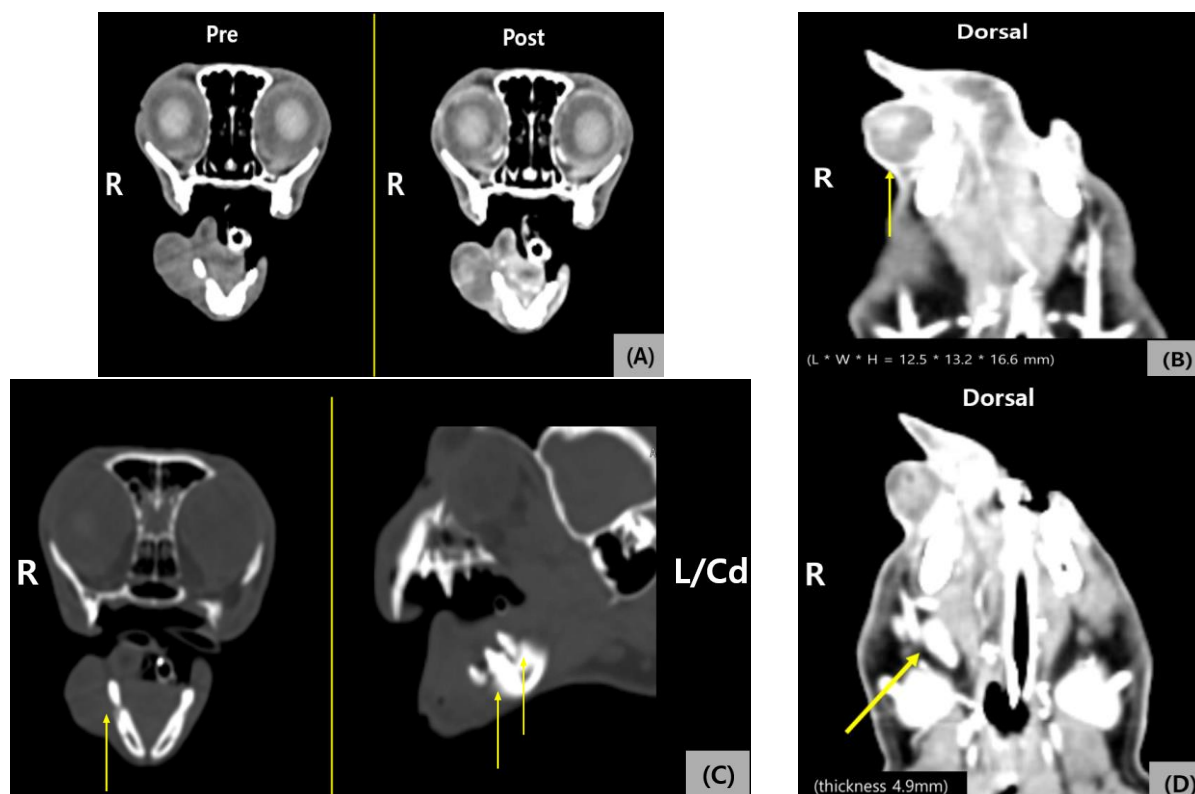 Pre
Post
R
R
(A)
Dorsal
R
(L * W * H = 12.5 * 13.2 * 16.6 mm)
(B)
R
L/Cd
(C)
Dorsal
R
(thickness 4.9mm)
(D)